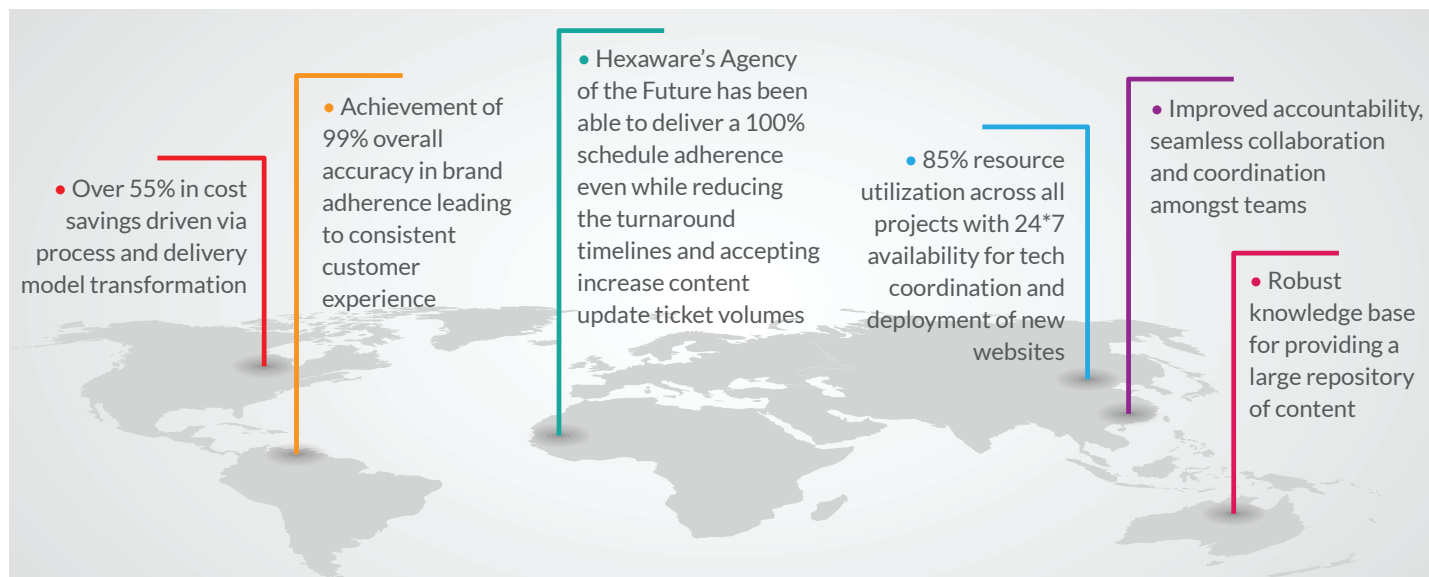 • Over 55% in cost
savings driven via
process and delivery
model transformation
• Achievement of
99% overall
accuracy in brand
adherence leading
to consistent
customer
experience
• Hexaware’s Agency
of the Future has been
able to deliver a 100%
schedule adherence
even while reducing
the turnaround
timelines and accepting
increase content
update ticket volumes
• 85% resource
utilization across all
projects with 24*7
availability for tech
coordination and
deployment of new
websites
• Improved accountability,
seamless collaboration
and coordination
amongst teams
• Robust
knowledge base
for providing a
large repository
of content